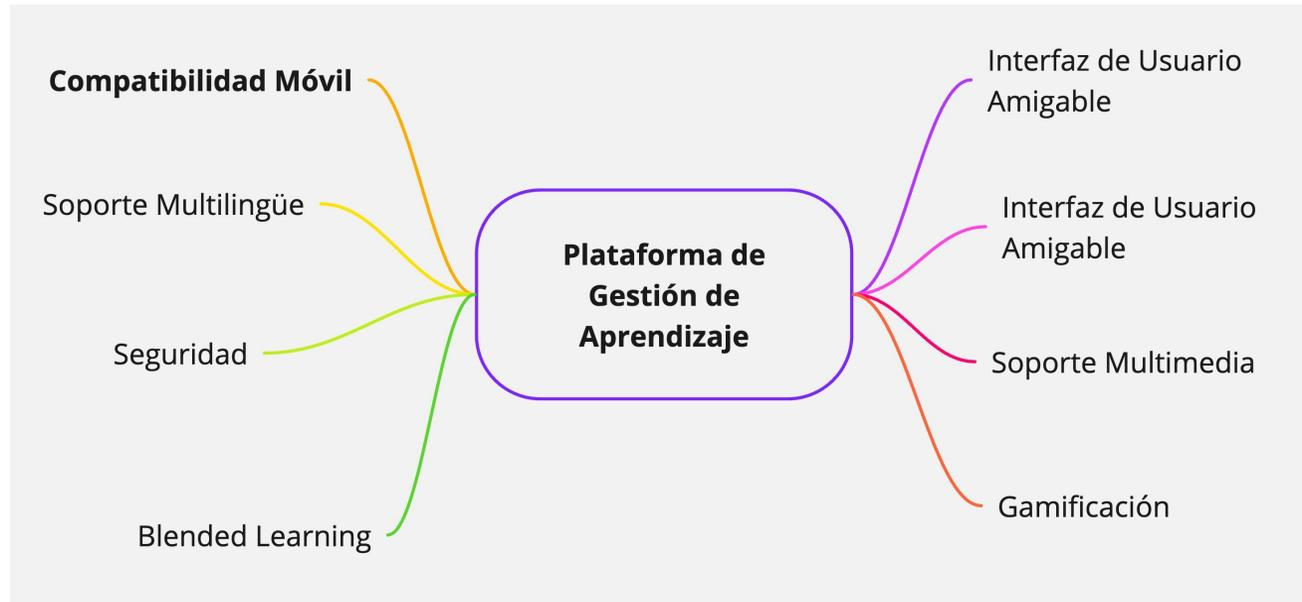 Compatibilidad Móvil
Soporte Multilingüe
Seguridad
Blended Learning
Plataforma de
Gestión de
Aprendizaje
Interfaz de Usuario
Amigable
Interfaz de Usuario
Amigable
Soporte Multimedia
Gamificación